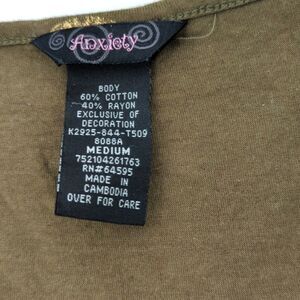 Anxiety
BODY
60% COTTON
40% RAYON
EXCLUSIVE OF
DECORATION
K2925-844-T509
8088A
MEDIUM
752104261763
RN#64595
MADE IN
CAMBODIA
OVER FOR CARE